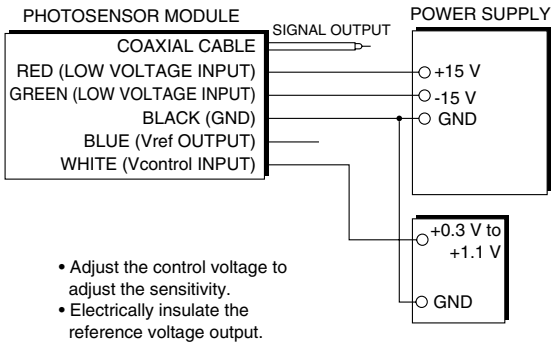 PHOTOSENSOR MODULE
SIGNAL OUTPUT
POWER SUPPLY
COAXIAL CABLE
RED (LOW VOLTAGE INPUT)
GREEN (LOW VOLTAGE INPUT)
BLACK (GND)
BLUE (Vref OUTPUT)
WHITE (Vcontrol INPUT)
+15 V
-15 V
GND
+0.3 V to
+1.1 V
GND
• Adjust the control voltage to
adjust the sensitivity.
• Electrically insulate the
reference voltage output.